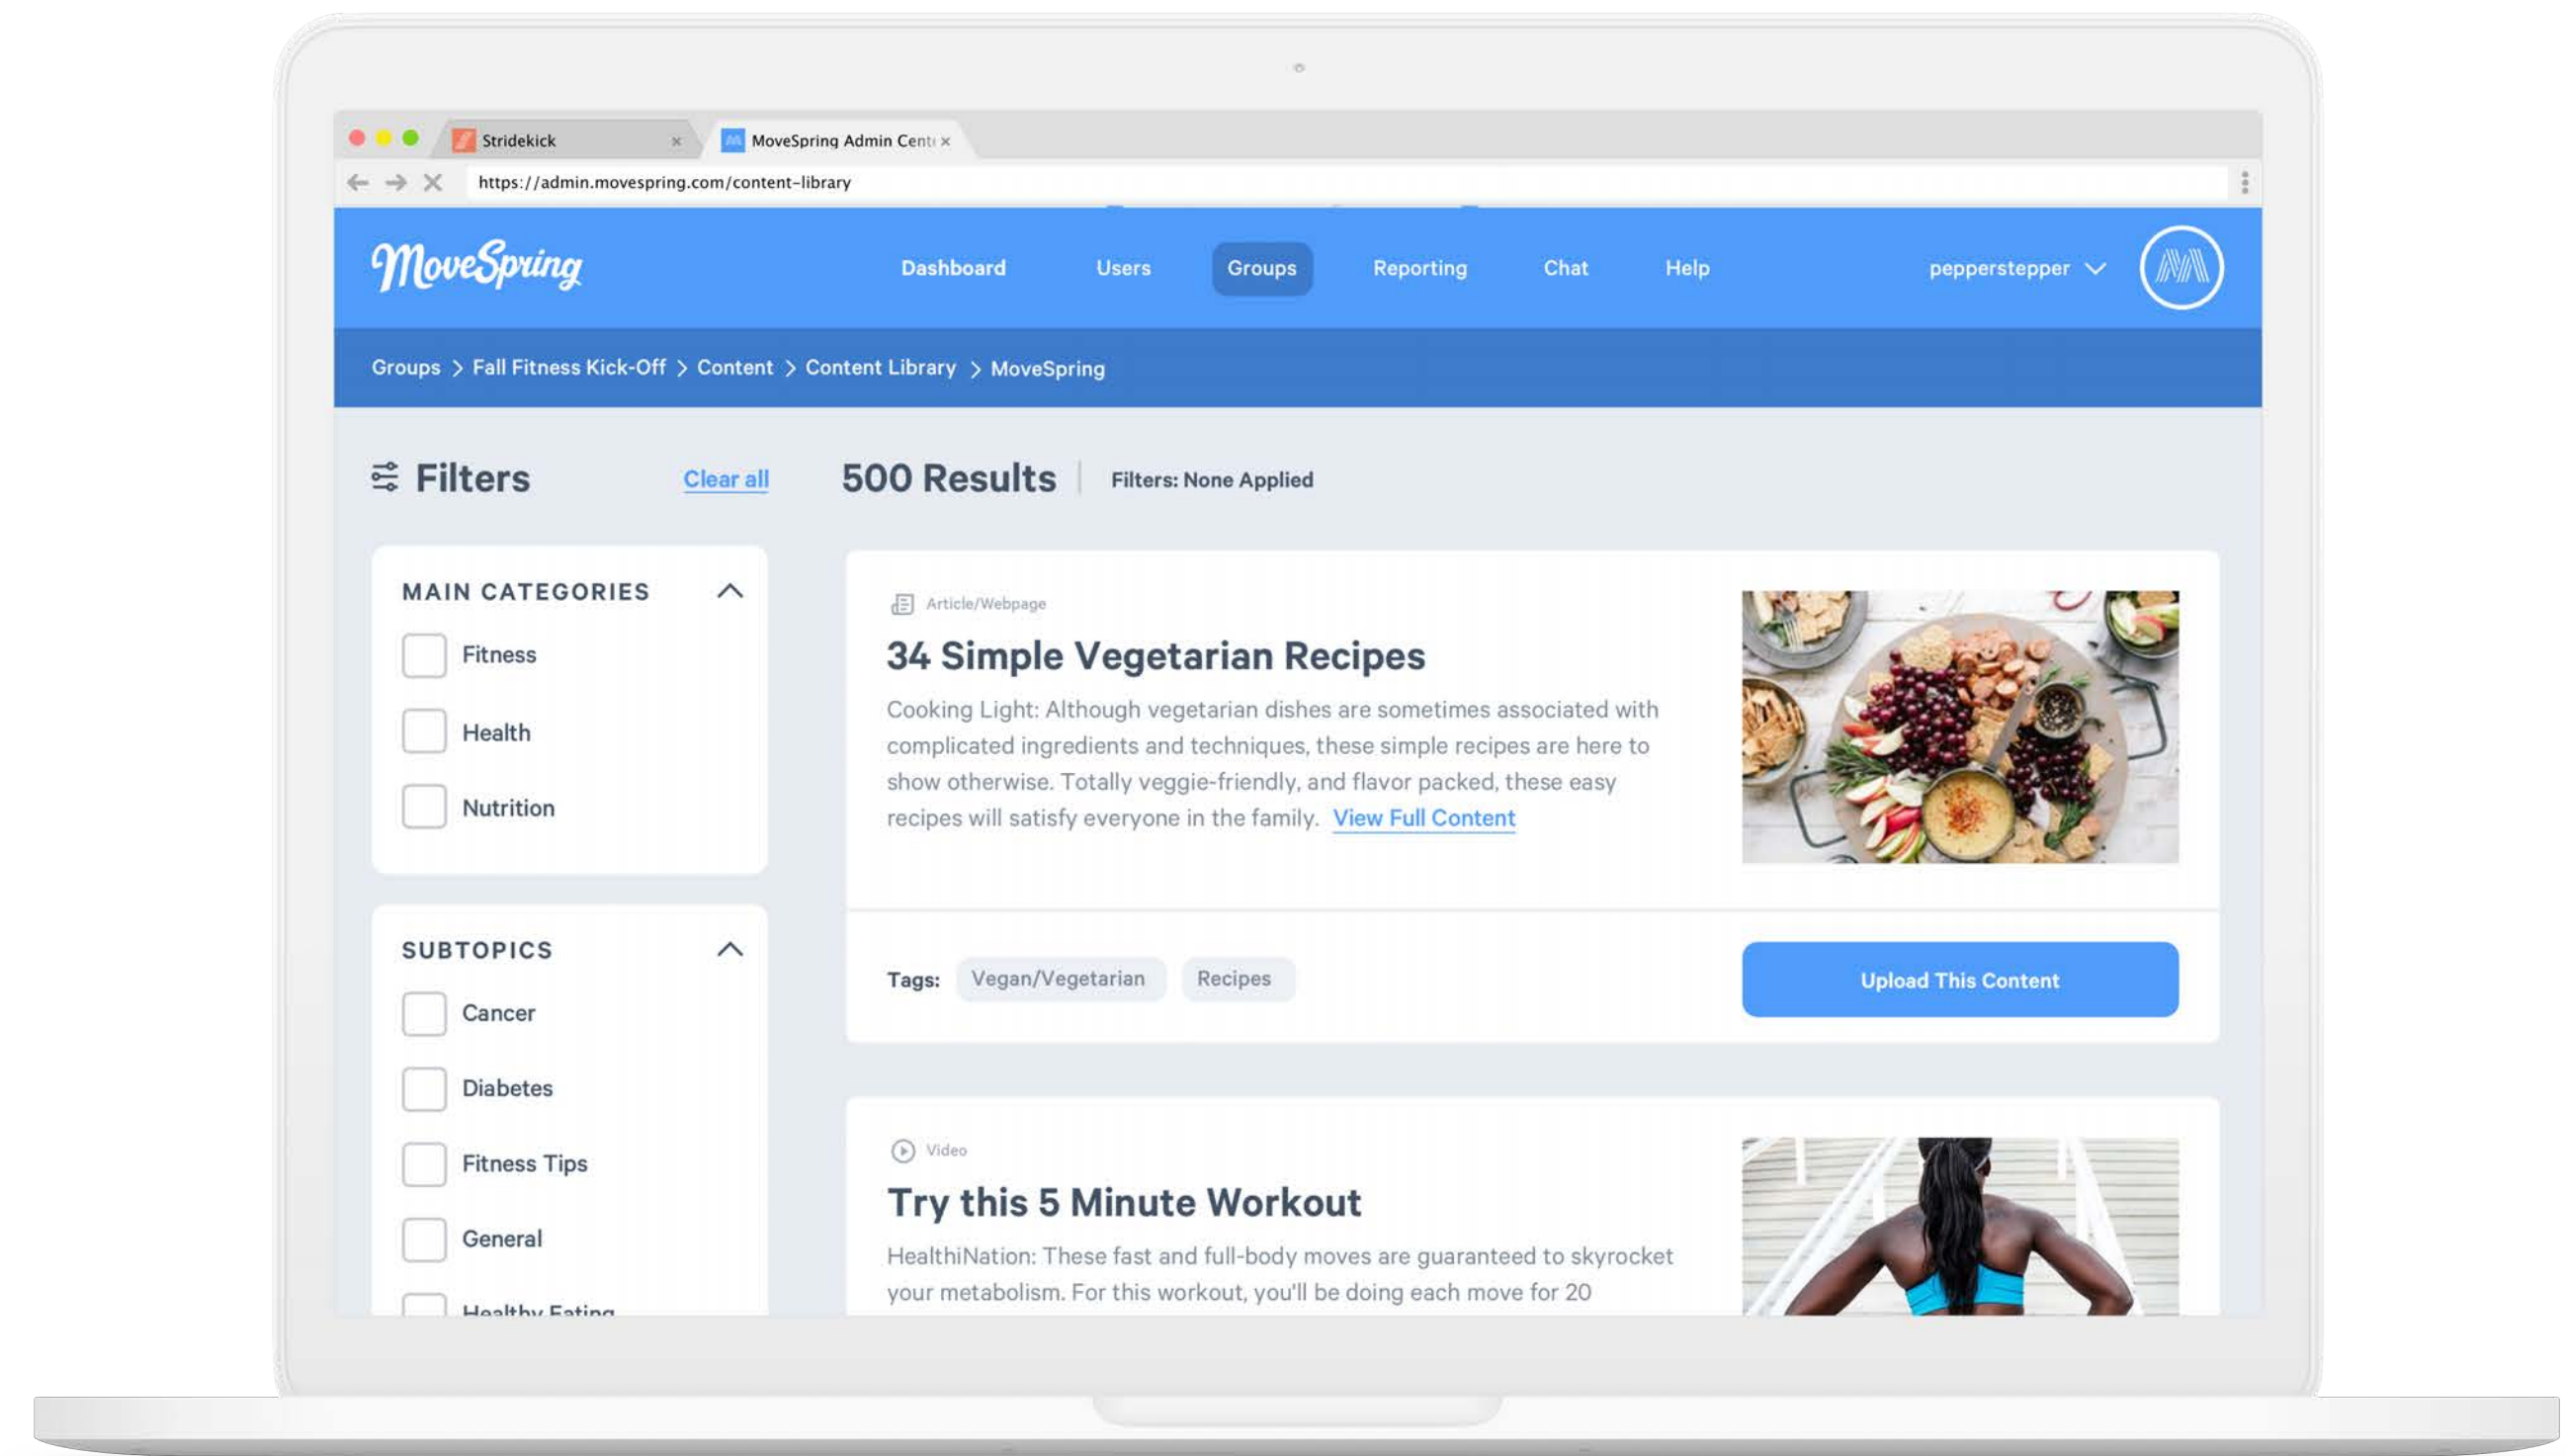 Stridekick
MoveSpring Admin Cent
https://admin.movespring.com/content-library
MoveSpring
Dashboard
Users
Groups
Reporting
Chat
Help
pepperstepper
Groups > Fall Fitness Kick-Off > Content > Content Library > MoveSpring
Filters
Clear all
500 Results
Filters: None Applied
MAIN CATEGORIES
Fitness
Health
Nutrition
SUBTOPICS
Cancer
Diabetes
Fitness Tips
General
Healthy Eating
Article/Webpage
34 Simple Vegetarian Recipes
Cooking Light: Although vegetarian dishes are sometimes associated with
complicated ingredients and techniques, these simple recipes are here to
show otherwise. Totally veggie-friendly, and flavor packed, these easy
recipes will satisfy everyone in the family. View Full Content
Tags: Vegan/Vegetarian Recipes
Upload This Content
Video
Try this 5 Minute Workout
HealthiNation: These fast and full-body moves are guaranteed to skyrocket
your metabolism. For this workout, you'll be doing each move for 20